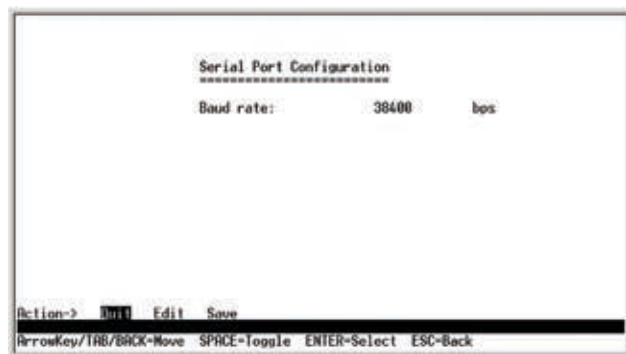 Serial Port Configuration
=========================
Baud rate: 38400 bps
Action-> Quit Edit Save
ArrowKey/TAB/BACK=Move SPACE=Toggle ENTER=Select ESC=Back